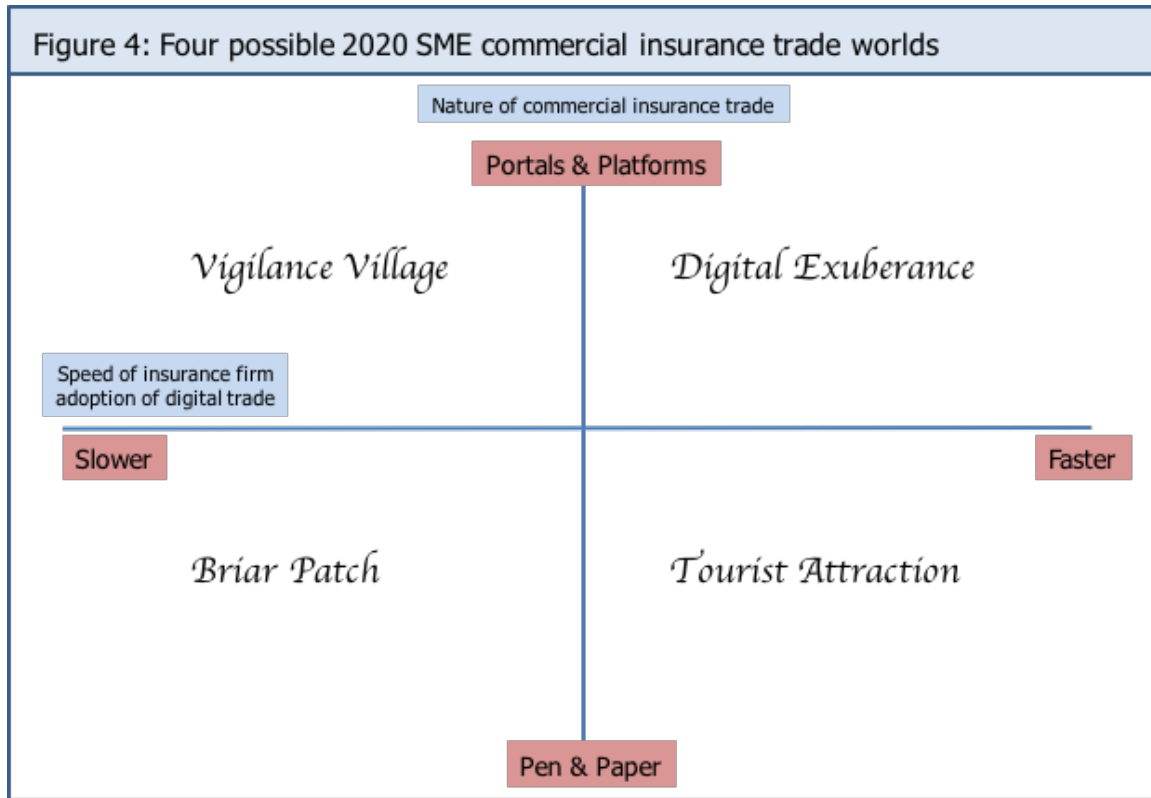 Figure 4: Four possible 2020 SME commercial insurance trade worlds
Nature of commercial insurance trade
Portals & Platforms
Vigilance Village
Digital Exuberance
Speed of insurance firm
adoption of digital trade
Slower
Faster
Briar Patch
Tourist Attraction
Pen & Paper